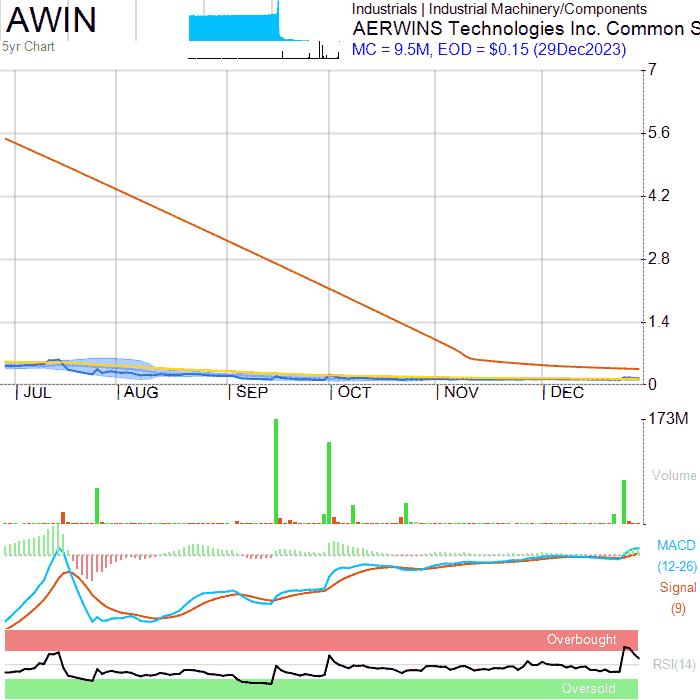 AWIN
5yr Chart
Industrials | Industrial Machinery/Components
AERWINS Technologies Inc. Common S
MC = 9.5M, EOD = $0.15 (29Dec2023)
7
5.6
4.2
2.8
1.4
0
JUL
AUG
SEP
OCT
NOV
DEC
173M
Volume
MACD
(12-26)
Signal
(9)
Overbought
RSI(14)
Oversold